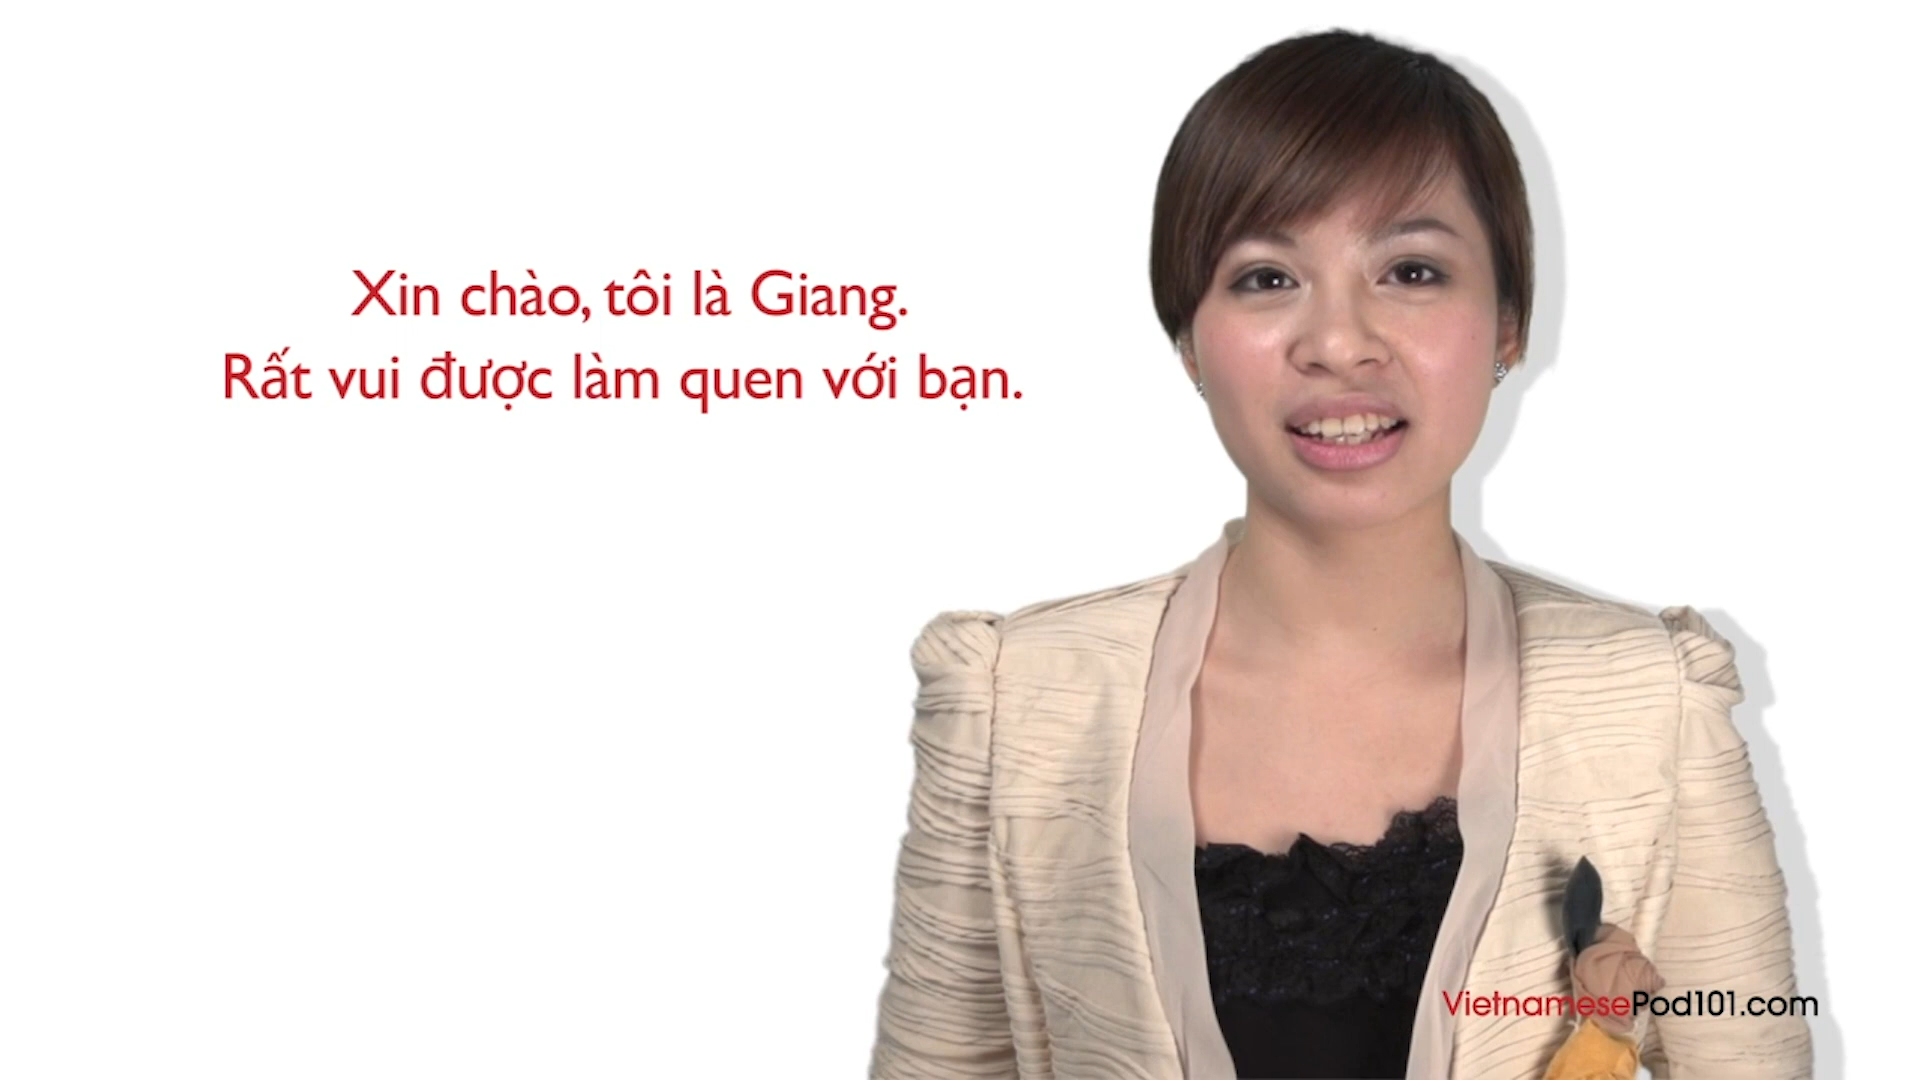 Xin chào, tôi là Giang.
Rất vui được làm quen với bạn.
VietnamesePod101.com